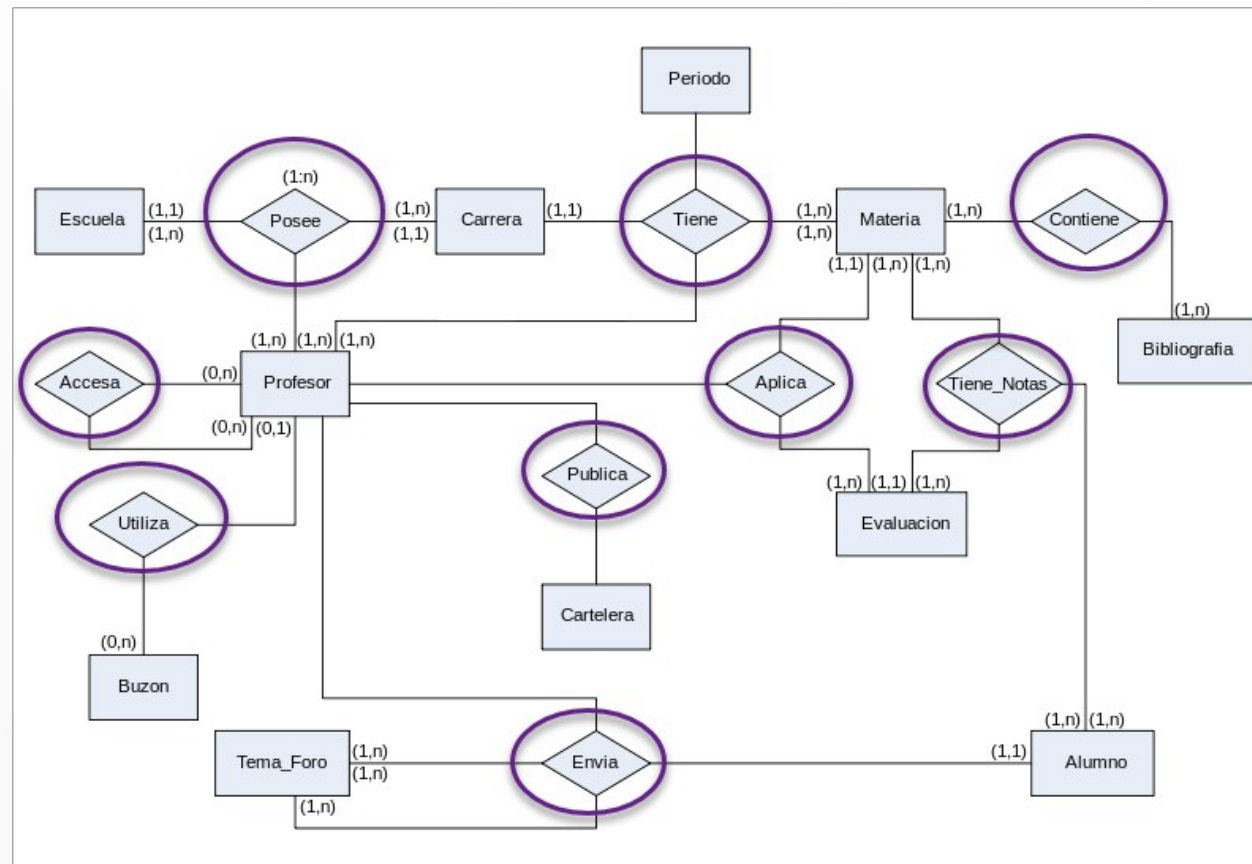 Periodo
(1:n)
Escuela
(1,1)
(1,n)
Posee
(1,n)
(1,1)
Carrera
(1,1)
Tiene
(1,n)
(1,n)
Materia
(1,n)
Contiene
(1,1) (1,n) (1,n)
(1,n)
Bibliografia
(1,n) (1,n) (1,n)
Accesa
(0,n)
Profesor
Aplica
Tiene_Notas
(0,n) (0,1)
Publica
(1,n) (1,1) (1,n)
Evaluacion
Utiliza
Cartelera
(0,n)
Buzon
(1,n) (1,n)
Tema_Foro
(1,n)
(1,n)
Envia
(1,1)
Alumno
(1,n)